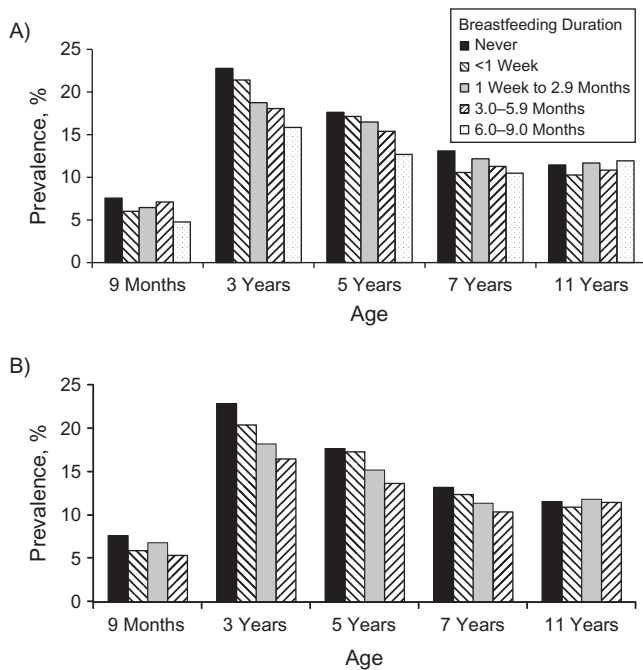 A)
Breastfeeding Duration
Never
<1 Week
1 Week to 2.9 Months
3.0–5.9 Months
6.0–9.0 Months
Prevalence, %
25
20
15
10
5
0
9 Months 3 Years 5 Years 7 Years 11 Years
Age
B)
Prevalence, %
25
20
15
10
5
0
9 Months 3 Years 5 Years 7 Years 11 Years
Age